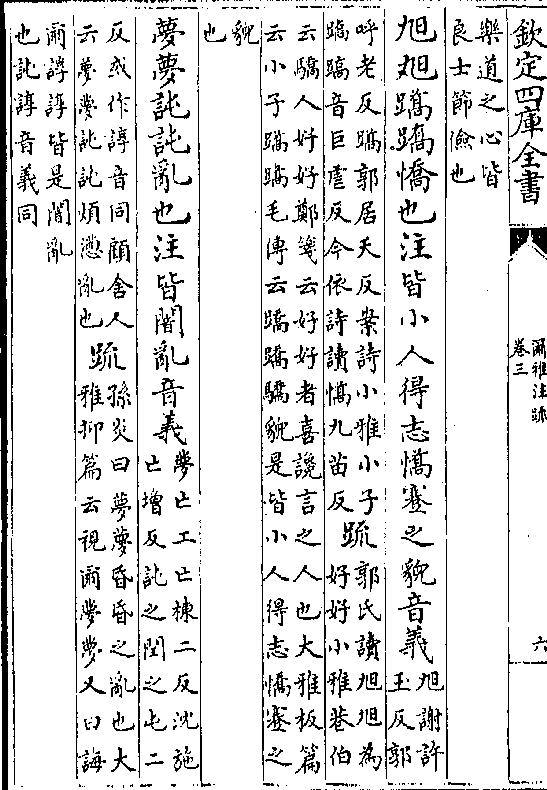 欽定四庫全書
爾雅注疏
卷三
六
樂道之心皆
良士節儉也
旭旭蹻蹻憍也注皆小人得志憍蹇之貌音義旭謝許
玉反郭
呼老反蹻郭居夭反案詩小雅小子
蹻蹻音巨虐反今依詩讀憍九苗反
疏郭氏讀旭旭為
好好小雅巷伯
云驕人好好鄭箋云好好者喜讒言之人也大雅板篇
云小子蹻蹻毛傳云蹻蹻驕貌是皆小人得志憍蹇之
貌
也
夢夢訰訰亂也注皆闇亂音義夢亡工亡棟二反沈施
亡增反訰之閏之屯二
反或作諄音同顧舍人
云夢夢訰訰煩懣亂也
疏孫炎曰夢夢昏昏之亂也大
雅抑篇云視爾夢夢又曰誨
爾諄諄皆是闇亂
也訰諄音義同